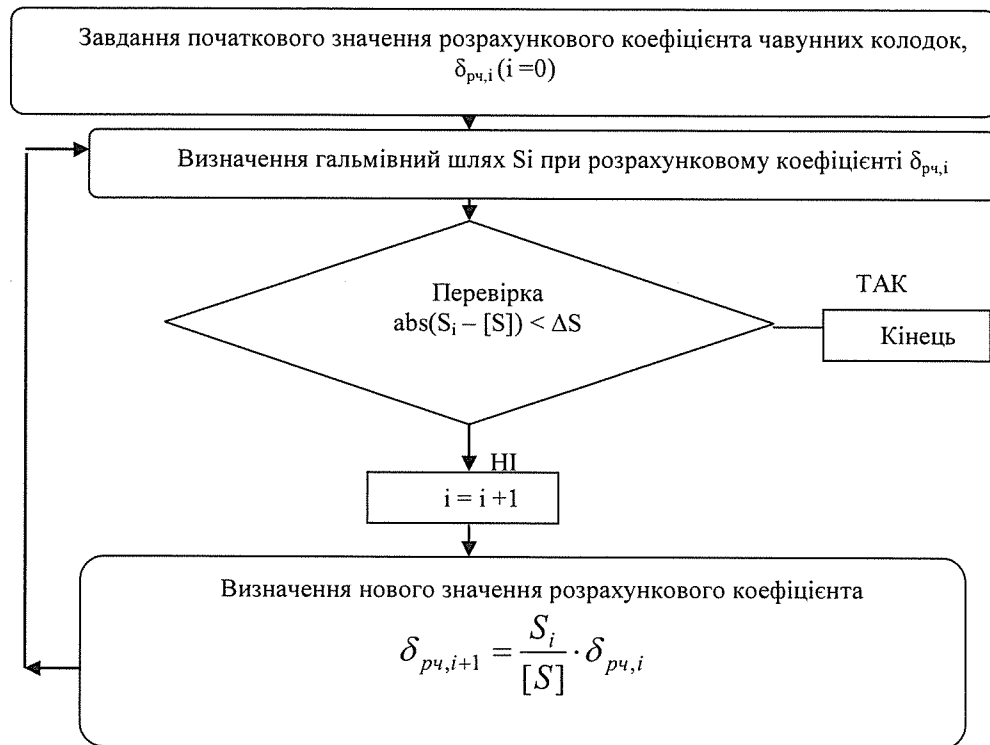 Завдання початкового значення розрахункового коефіцієнта чавунних колодок,
δрч,i (i =0)
Визначення гальмівний шлях Si при розрахунковому коефіцієнті δрч,i
Перевірка
abs(Si – [S]) < ΔS
ТАК
Кінець
НІ
i = i +1
Визначення нового значення розрахункового коефіцієнта
δрч,i+1 = Si / [S] · δрч,i